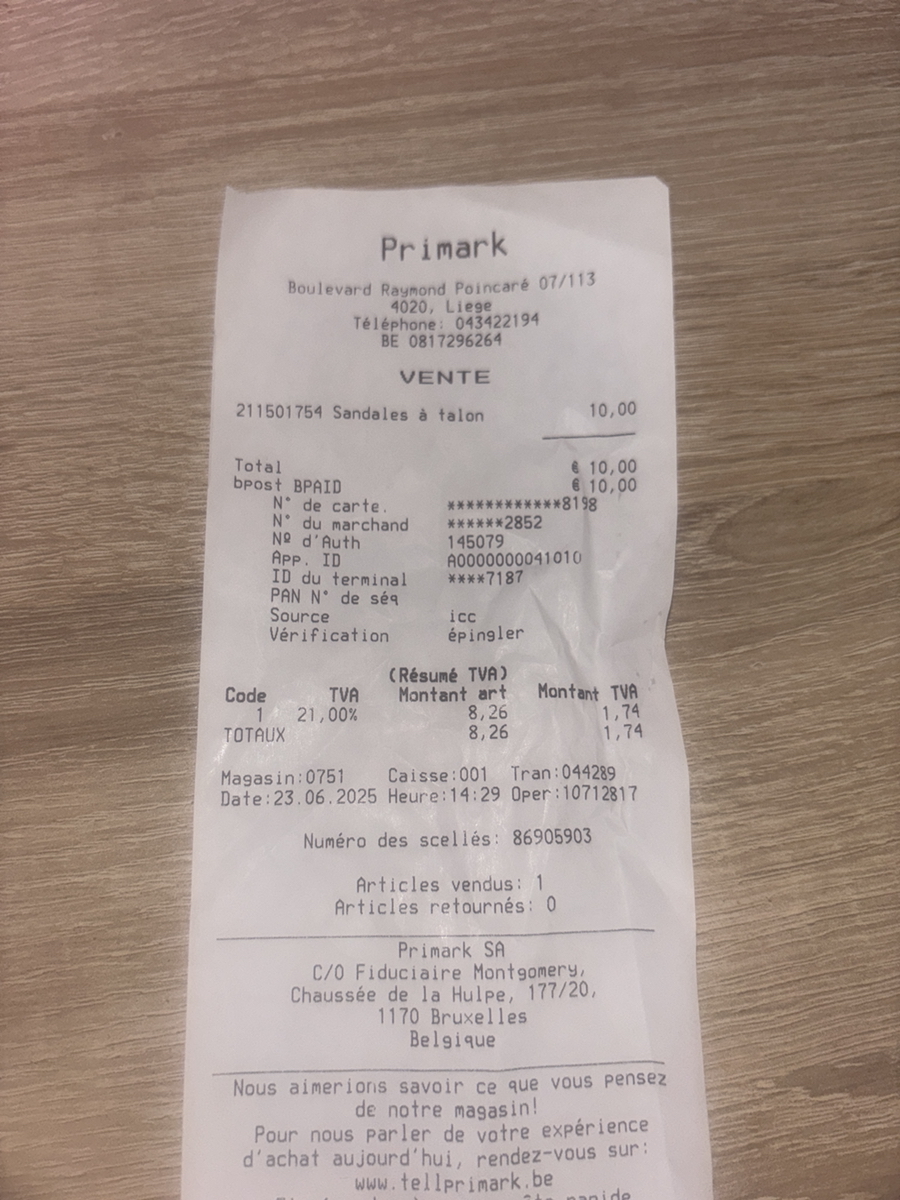 Primark
Boulevard Raymond Poincaré 07/113
4020, Liege
Téléphone: 043422194
BE 0817296264
VENTE
211501754 Sandales à talon 10,00
Total € 10,00
bpost BPAID € 10,00
N° de carte. ************8198
N° du marchand ******2852
Nº d'Auth 145079
App. ID A0000000041010
ID du terminal ****7187
PAN N° de séq
Source icc
Vérification épingler
(Résumé TVA)
Code TVA Montant art Montant TVA
1 21,00% 8,26 1,74
TOTAUX 8,26 1,74
Magasin:0751 Caisse:001 Tran:044289
Date:23.06.2025 Heure:14:29 Oper:10712817
Numéro des scellés: 86905903
Articles vendus: 1
Articles retournés: 0
Primark SA
C/O Fiduciaire Montgomery,
Chaussée de la Hulpe, 177/20,
1170 Bruxelles
Belgique
Nous aimerions savoir ce que vous pensez
de notre magasin!
Pour nous parler de votre expérience
d'achat aujourd'hui, rendez-vous sur:
www.tellprimark.be